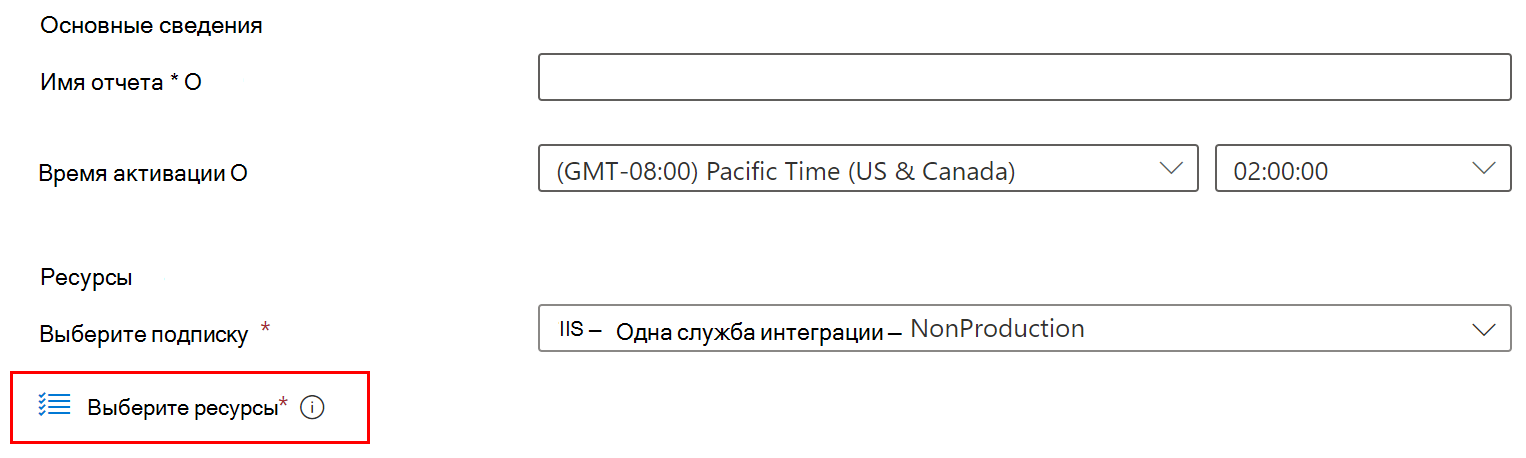 Основные сведения
Имя отчета * О
Время активации О (GMT-08:00) Pacific Time (US & Canada) 02:00:00
Ресурсы
Выберите подписку * IIS – Одна служба интеграции – NonProduction
Выберите ресурсы*